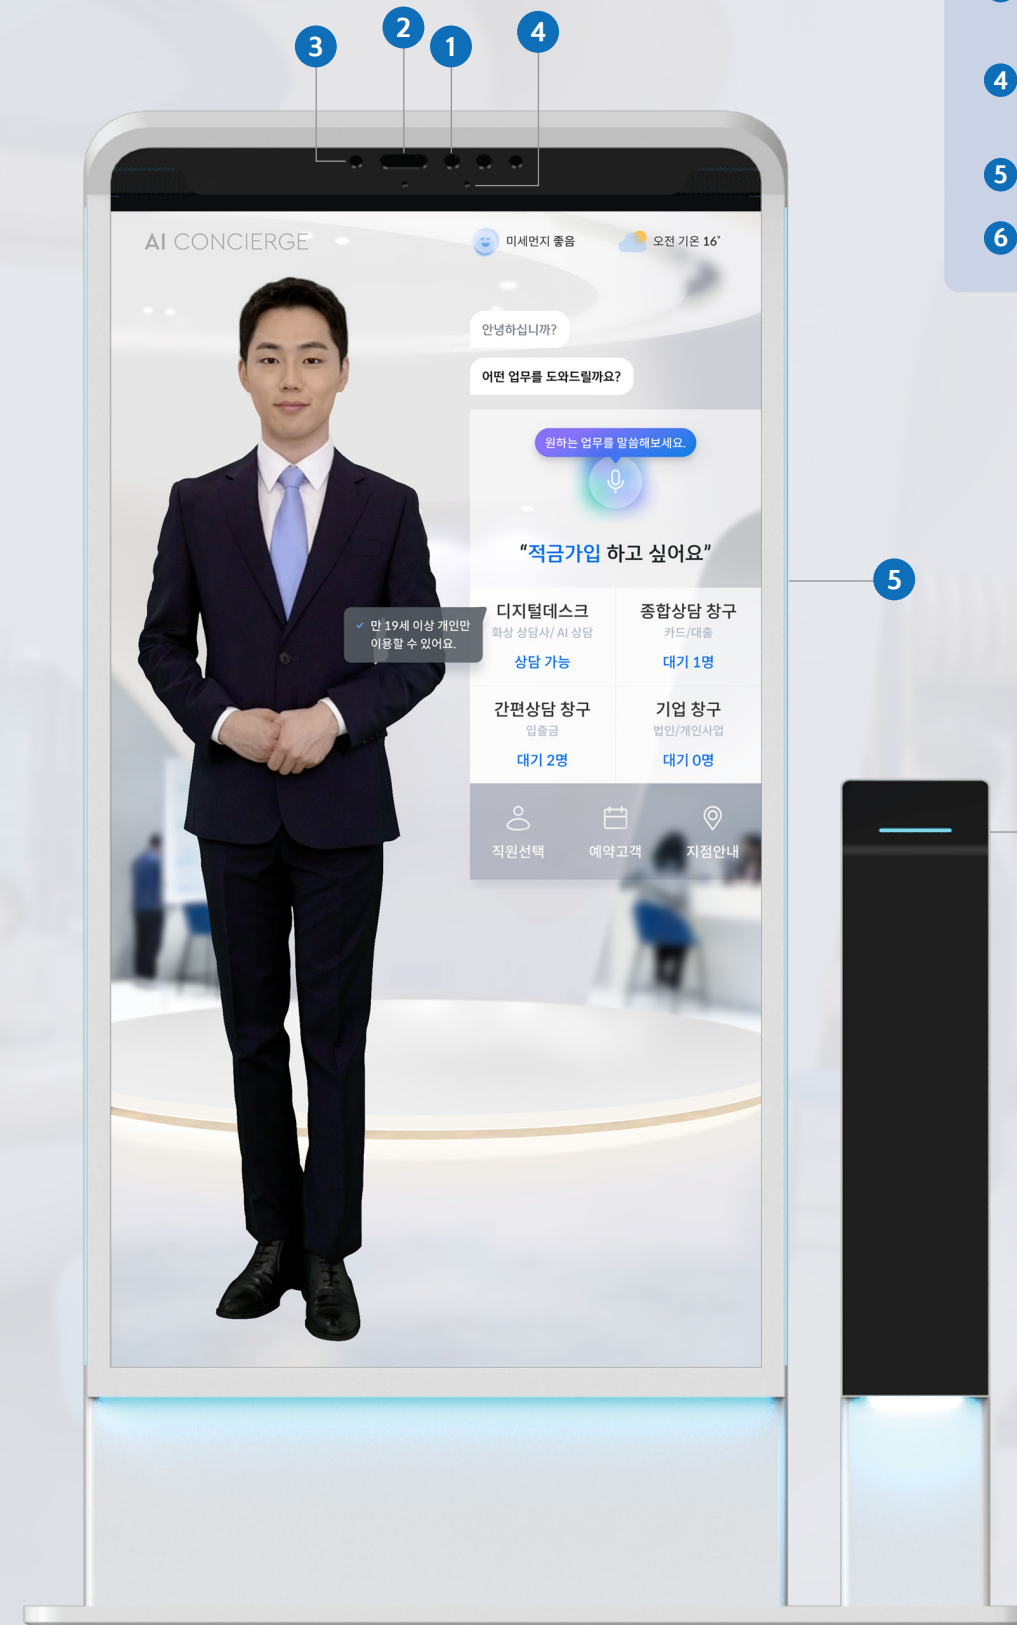 3
2
1
4
4
5
6
AI CONCIERGE
미세먼지 좋음
오전 기온 16°
안녕하십니까?
어떤 업무를 도와드릴까요?
원하는 업무를 말씀해보세요.
“적금가입 하고 싶어요”
5
만 19세 이상 개인만
이용할 수 있어요.
디지털데스크
화상 상담사/ AI 상담
상담 가능
종합상담 창구
카드/대출
대기 1명
간편상담 창구
입출금
대기 2명
기업 창구
법인/개인사업
대기 0명
직원선택
예약고객
지점안내